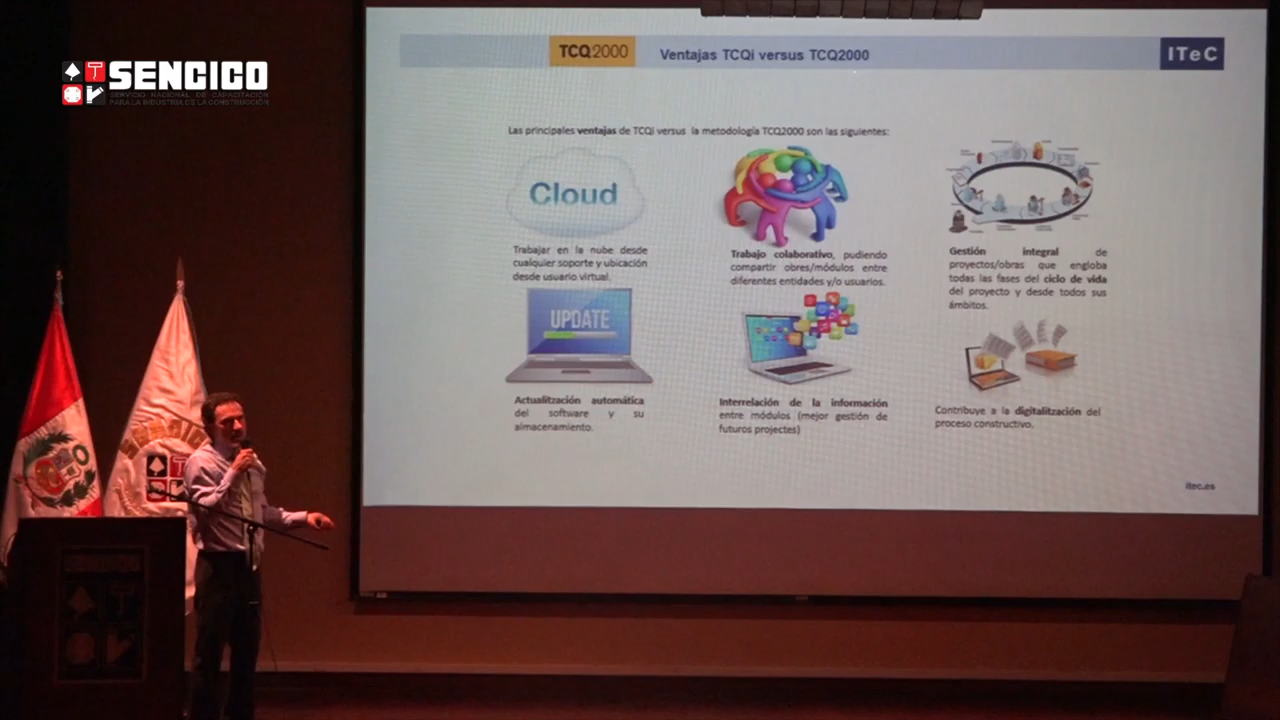 SENCICO
SERVICIO NACIONAL DE CAPACITACIÓN
PARA LA INDUSTRIA DE LA CONSTRUCCIÓN
TCQ2000
Ventajas TCQi versus TCQ2000
ITeC
Las principales ventajas de TCQi versus la metodología TCQ2000 son las siguientes:
Cloud
Trabajar en la nube desde
cualquier soporte y ubicación
desde usuario virtual.
Trabajo colaborativo, pudiendo
compartir obres/módulos entre
diferentes entidades y/o usuarios.
Gestión integral de
proyectos/obras que engloba
todas las fases del ciclo de vida
del proyecto y desde todos sus
ámbitos.
UPDATE
Actualitzación automática
del software y su
almacenamiento.
Interrelación de la información
entre módulos (mejor gestión de
futuros projectes)
Contribuye a la digitalitzación del
proceso constructivo.
itec.es